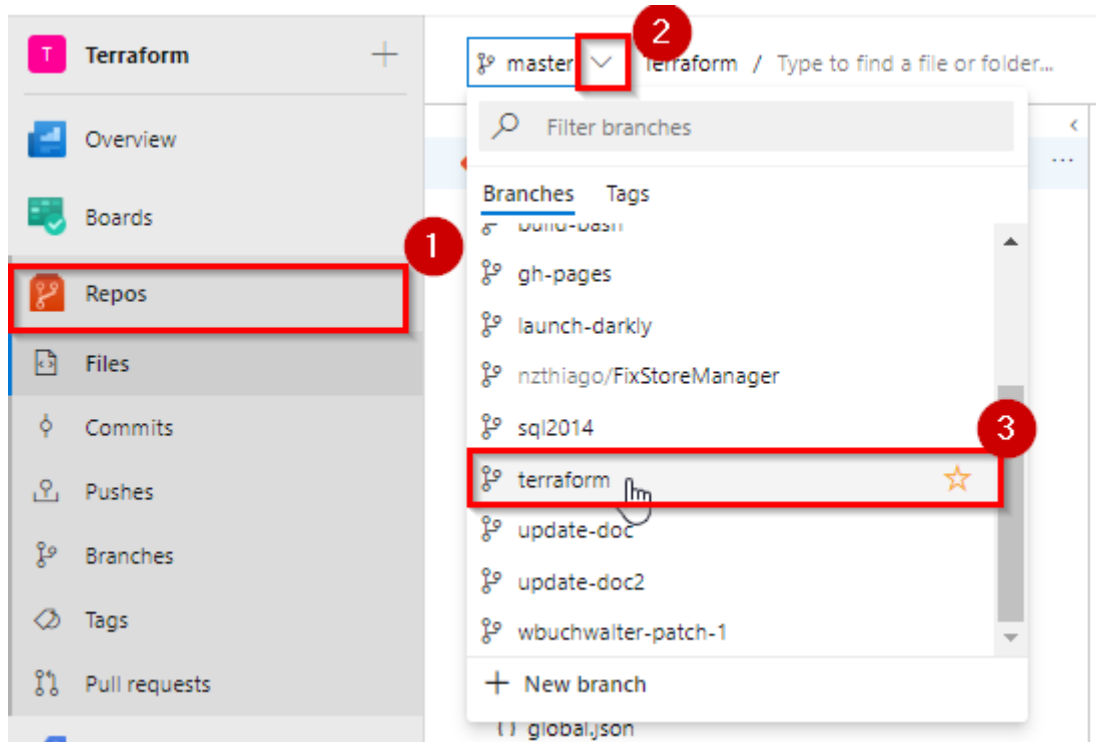 T Terraform
Overview
Boards
1
Repos
Files
Commits
Pushes
Branches
Tags
Pull requests
2
master
Terraform / Type to find a file or folder...
Filter branches
Branches Tags
build-bash
gh-pages
launch-darkly
nzthiago/FixStoreManager
sql2014
3
terraform
update-doc
update-doc2
wbuchwalter-patch-1
+ New branch
global.json